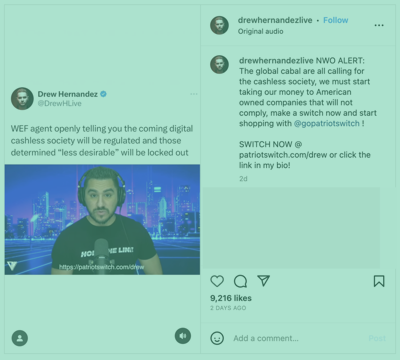 drewhernandezlive • Follow
Original audio
drewhernandezlive NWO ALERT:
The global cabal are all calling for
the cashless society, we must start
taking our money to American
owned companies that will not
comply, make a switch now and start
shopping with @gopatriotswitch !
SWITCH NOW @
patriotswitch.com/drew or click the
link in my bio!
2d
Drew Hernandez
@DrewHLive
WEF agent openly telling you the coming digital
cashless society will be regulated and those
determined “less desirable” will be locked out
HOLD THE LINE
https://patriotswitch.com/drew
9,216 likes
2 DAYS AGO
Add a comment...
Post